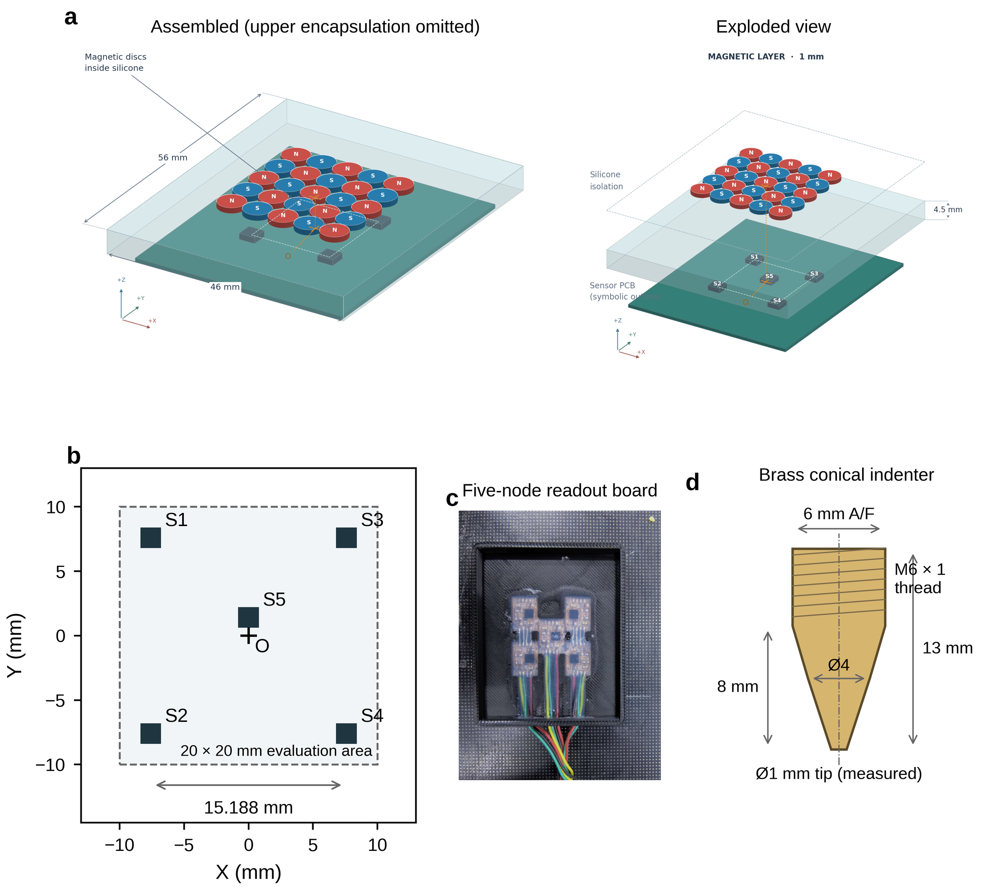 a
Assembled (upper encapsulation omitted)
Magnetic discs
inside silicone
56 mm
46 mm
N
S
N
S
N
S
N
S
N
S
N
S
N
S
N
S
N
S
N
S
N
S
N
S
N
O
+Z
+Y
+X
Exploded view
MAGNETIC LAYER · 1 mm
Silicone
isolation
N
S
N
S
N
S
N
S
N
S
N
S
N
S
N
S
N
S
N
S
N
S
N
S
N
4.5 mm
Sensor PCB
(symbolic outline)
S1
S5
S3
S2
S4
O
+Z
+Y
+X
b
10
5
0
−5
−10
Y (mm)
S1
S3
S5
O
S2
S4
20 × 20 mm evaluation area
15.188 mm
−10
−5
0
5
10
X (mm)
c
Five-node readout board
d
Brass conical indenter
6 mm A/F
M6 × 1
thread
13 mm
Ø4
8 mm
Ø1 mm tip (measured)